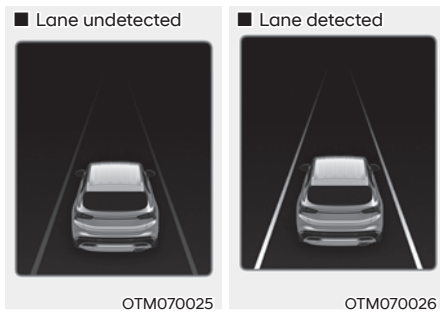 ■ Lane undetected
■ Lane detected
OTM070025
OTM070026